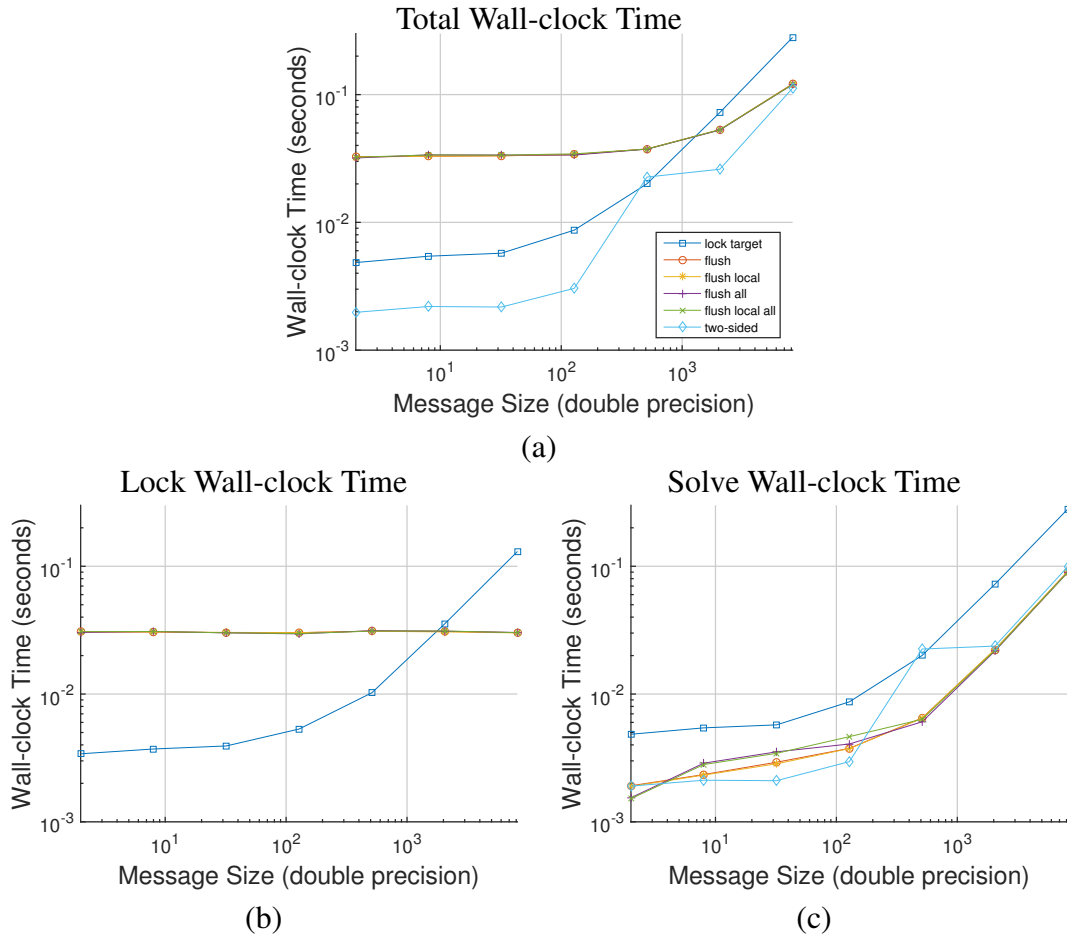 Total Wall-clock Time
Wall-clock Time (seconds)
10^-1
10^-2
10^-3
lock target
flush
flush local
flush all
flush local all
two-sided
10^1 10^2 10^3
Message Size (double precision)
(a)
Lock Wall-clock Time
Wall-clock Time (seconds)
10^-1
10^-2
10^-3
10^1 10^2 10^3
Message Size (double precision)
(b)
Solve Wall-clock Time
Wall-clock Time (seconds)
10^-1
10^-2
10^-3
10^1 10^2 10^3
Message Size (double precision)
(c)